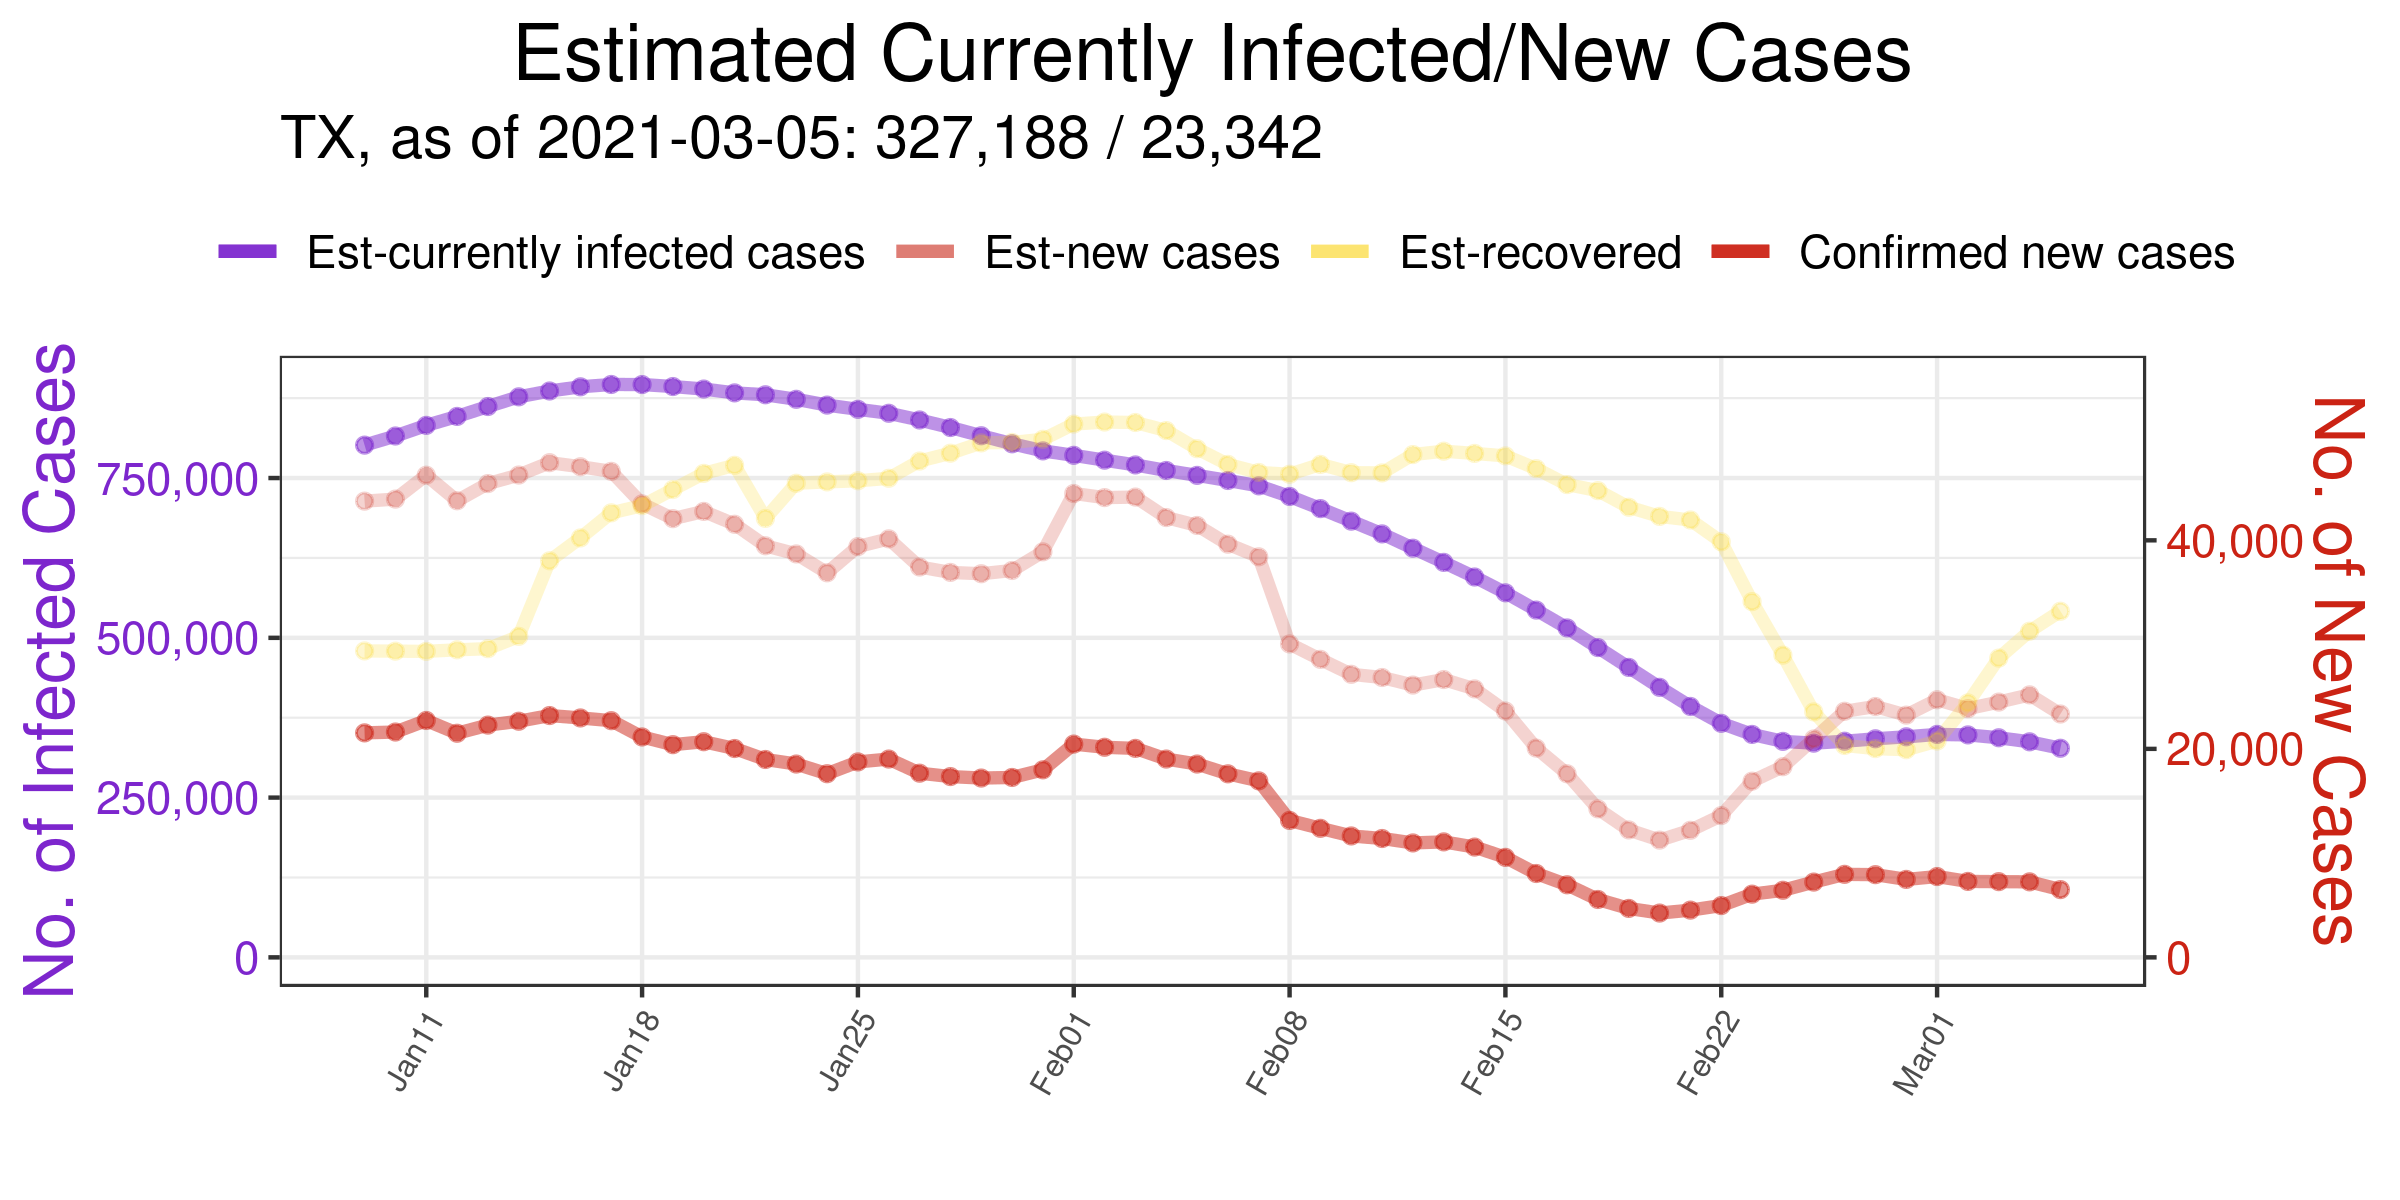 Estimated Currently Infected/New Cases
TX, as of 2021-03-05: 327,188 / 23,342
Est-currently infected cases Est-new cases Est-recovered Confirmed new cases
No. of Infected Cases
750,000
500,000
250,000
0
40,000
20,000
0
No. of New Cases
Jan11 Jan18 Jan25 Feb01 Feb08 Feb15 Feb22 Mar01